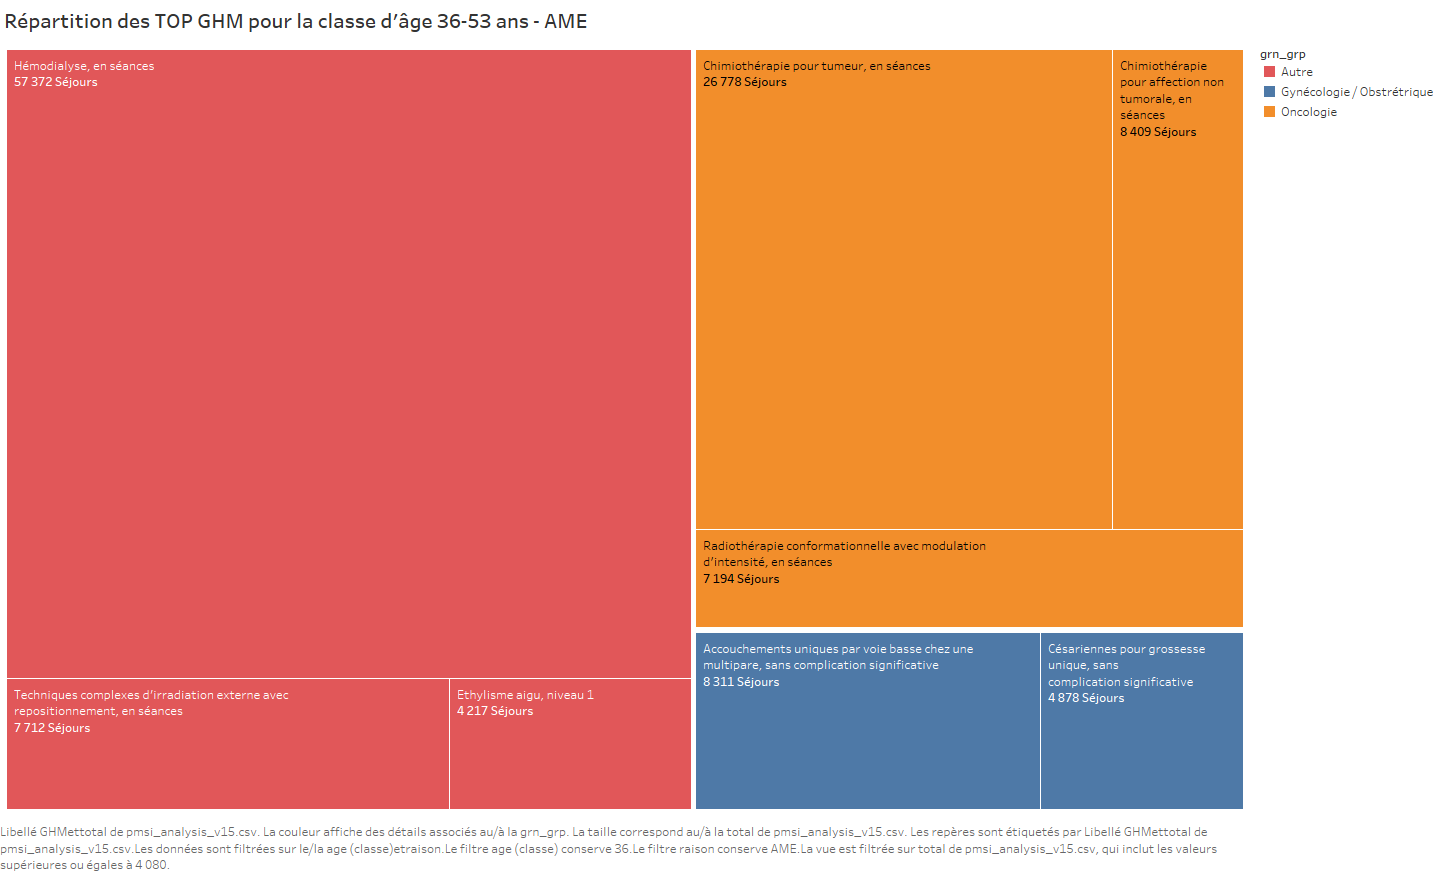 Répartition des TOP GHM pour la classe d’âge 36-53 ans - AME
Hémodialyse, en séances
57 372 Séjours
Techniques complexes d’irradiation externe avec
repositionnement, en séances
7 712 Séjours
Ethylisme aigu, niveau 1
4 217 Séjours
Chimiothérapie pour tumeur, en séances
26 778 Séjours
Chimiothérapie
pour affection non
tumorale, en
séances
8 409 Séjours
Radiothérapie conformationnelle avec modulation
d’intensité, en séances
7 194 Séjours
Accouchements uniques par voie basse chez une
multipare, sans complication significative
8 311 Séjours
Césariennes pour grossesse
unique, sans
complication significative
4 878 Séjours
grn_grp
Autre
Gynécologie / Obstrétrique
Oncologie
Libellé GHMettotal de pmsi_analysis_v15.csv. La couleur affiche des détails associés au/à la grn_grp. La taille correspond au/à la total de pmsi_analysis_v15.csv. Les repères sont étiquetés par Libellé GHMettotal de
pmsi_analysis_v15.csv.Les données sont filtrées sur le/la age (classe)etraison.Le filtre age (classe) conserve 36.Le filtre raison conserve AME.La vue est filtrée sur total de pmsi_analysis_v15.csv, qui inclut les valeurs
supérieures ou égales à 4 080.